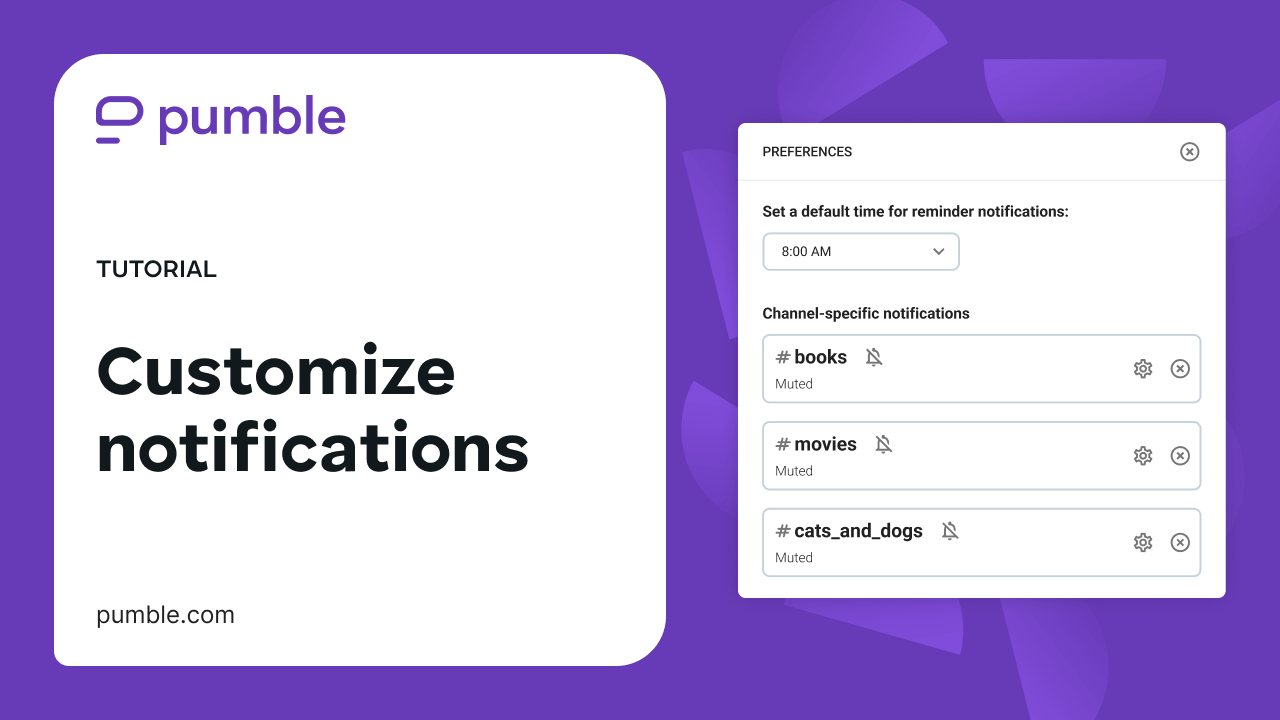 pumble
TUTORIAL
Customize
notifications
pumble.com
PREFERENCES
Set a default time for reminder notifications:
8:00 AM
Channel-specific notifications
# books
Muted
# movies
Muted
# cats_and_dogs
Muted